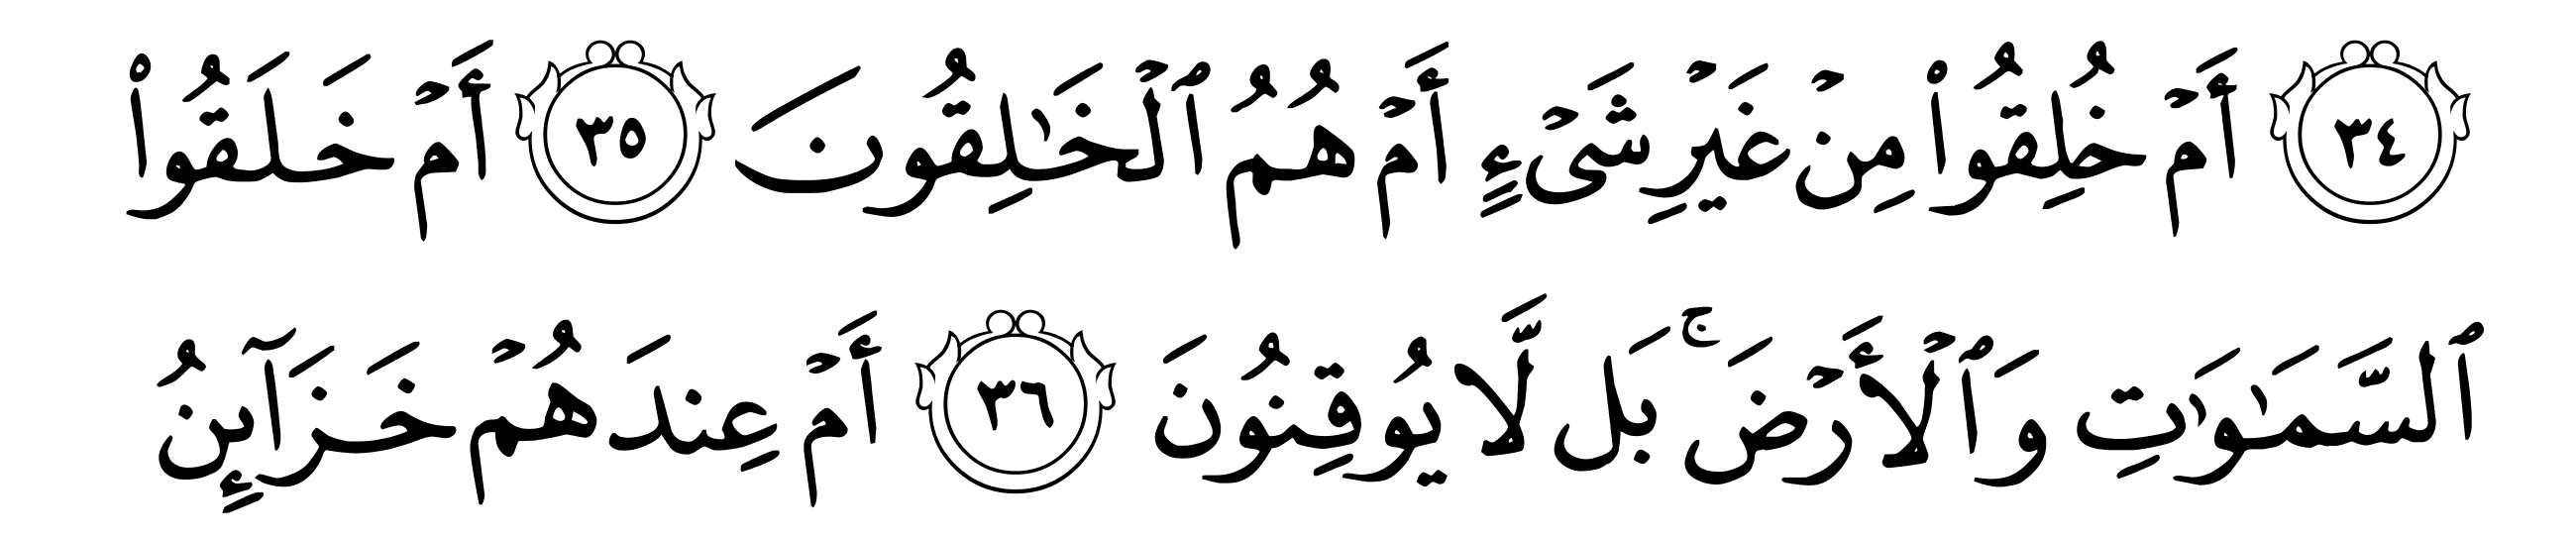 ٣٤ أَمْ خُلِقُوا۟ مِنْ غَيْرِ شَىْءٍ أَمْ هُمُ ٱلْخَـٰلِقُونَ ٣٥ أَمْ خَلَقُوا۟
ٱلسَّمَـٰوَٰتِ وَٱلْأَرْضَ ۚ بَل لَّا يُوقِنُونَ ٣٦ أَمْ عِندَهُمْ خَزَآئِنُ